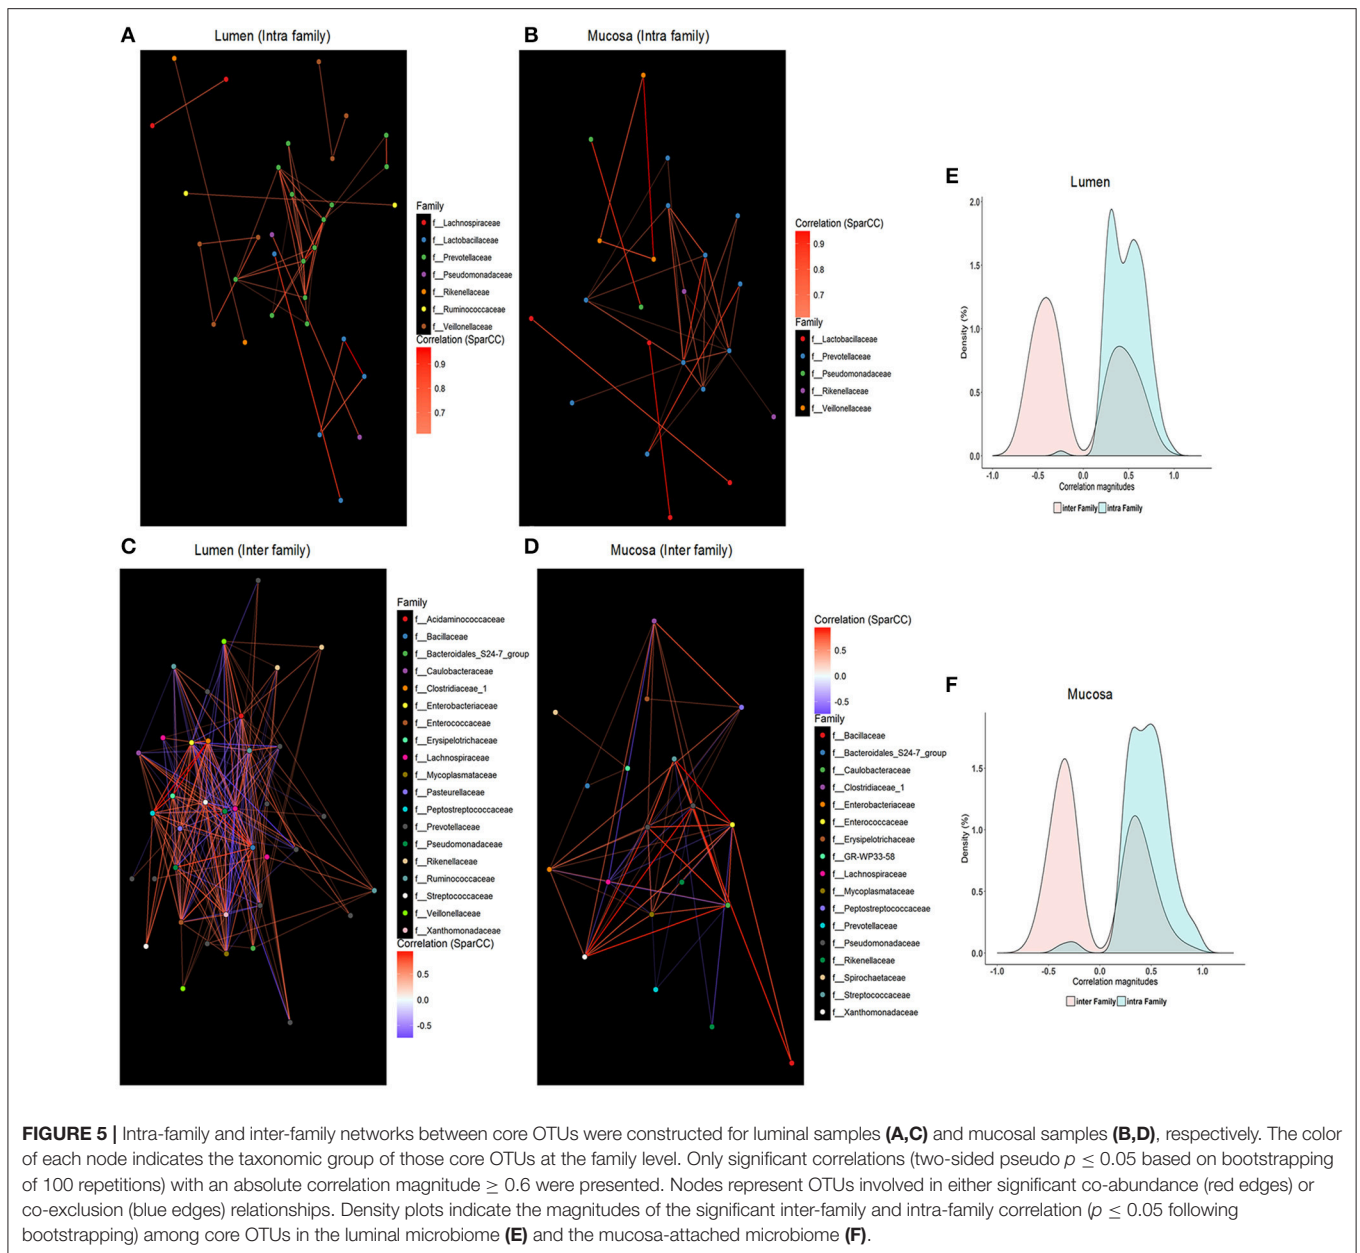 A
Lumen (Intra family)
Family
f__Lachnospiraceae
f__Lactobacillaceae
f__Prevotellaceae
f__Pseudomonadaceae
f__Rikenellaceae
f__Ruminococcaceae
f__Veillonellaceae
Correlation (SparCC)
0.9
0.8
0.7
B
Mucosa (Intra family)
Correlation (SparCC)
0.9
0.8
0.7
Family
f__Lactobacillaceae
f__Prevotellaceae
f__Pseudomonadaceae
f__Rikenellaceae
f__Veillonellaceae
E
Lumen
Density (%)
2.0
1.5
1.0
0.5
0.0
-1.0 -0.5 0.0 0.5 1.0
Correlation magnitudes
inter Family intra Family
C
Lumen (Inter family)
Family
f__Acidaminococcaceae
f__Bacillaceae
f__Bacteroidales_S24-7_group
f__Caulobacteraceae
f__Clostridiaceae_1
f__Enterobacteriaceae
f__Enterococcaceae
f__Erysipelotrichaceae
f__Lachnospiraceae
f__Mycoplasmataceae
f__Pasteurellaceae
f__Peptostreptococcaceae
f__Prevotellaceae
f__Pseudomonadaceae
f__Rikenellaceae
f__Ruminococcaceae
f__Streptococcaceae
f__Veillonellaceae
f__Xanthomonadaceae
Correlation (SparCC)
0.5
0.0
-0.5
D
Mucosa (Inter family)
Correlation (SparCC)
0.5
0.0
-0.5
Family
f__Bacillaceae
f__Bacteroidales_S24-7_group
f__Caulobacteraceae
f__Clostridiaceae_1
f__Enterobacteriaceae
f__Enterococcaceae
f__Erysipelotrichaceae
f__GR-WP33-58
f__Lachnospiraceae
f__Mycoplasmataceae
f__Peptostreptococcaceae
f__Prevotellaceae
f__Pseudomonadaceae
f__Rikenellaceae
f__Spirochaetaceae
f__Streptococcaceae
f__Xanthomonadaceae
F
Mucosa
Density (%)
1.5
1.0
0.5
0.0
-1.0 -0.5 0.0 0.5 1.0
Correlation magnitudes
inter Family intra Family
FIGURE 5 | Intra-family and inter-family networks between core OTUs were constructed for luminal samples (A,C) and mucosal samples (B,D), respectively. The color
of each node indicates the taxonomic group of those core OTUs at the family level. Only significant correlations (two-sided pseudo p ≤ 0.05 based on bootstrapping
of 100 repetitions) with an absolute correlation magnitude ≥ 0.6 were presented. Nodes represent OTUs involved in either significant co-abundance (red edges) or
co-exclusion (blue edges) relationships. Density plots indicate the magnitudes of the significant inter-family and intra-family correlation (p ≤ 0.05 following
bootstrapping) among core OTUs in the luminal microbiome (E) and the mucosa-attached microbiome (F).